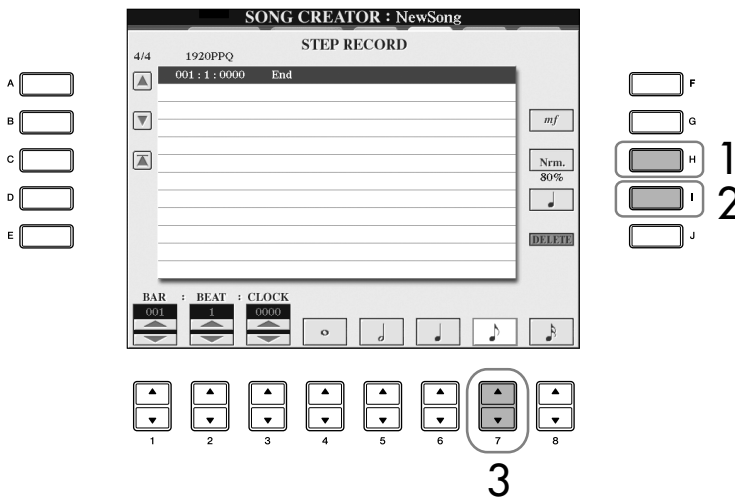 SONG CREATOR : NewSong
STEP RECORD
4/4 1920PPQ
001 : 1 : 0000 End
A
B
C
D
E
mf
Nrm.
80%
DELETE
F
G
H 1
I 2
J
BAR : BEAT : CLOCK
001 1 0000
1 2 3 4 5 6 7 8
3